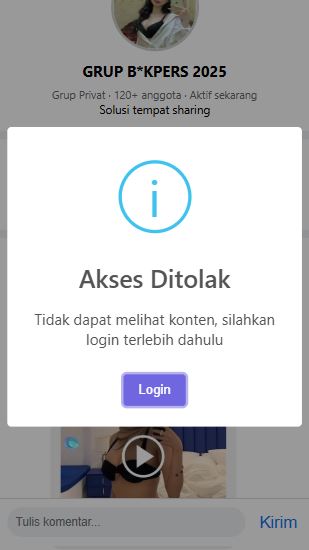 GRUP B*KPERS 2025
Grup Privat · 120+ anggota · Aktif sekarang
Solusi tempat sharing
i
Akses Ditolak
Tidak dapat melihat konten, silahkan
login terlebih dahulu
Login
Tulis komentar...
Kirim